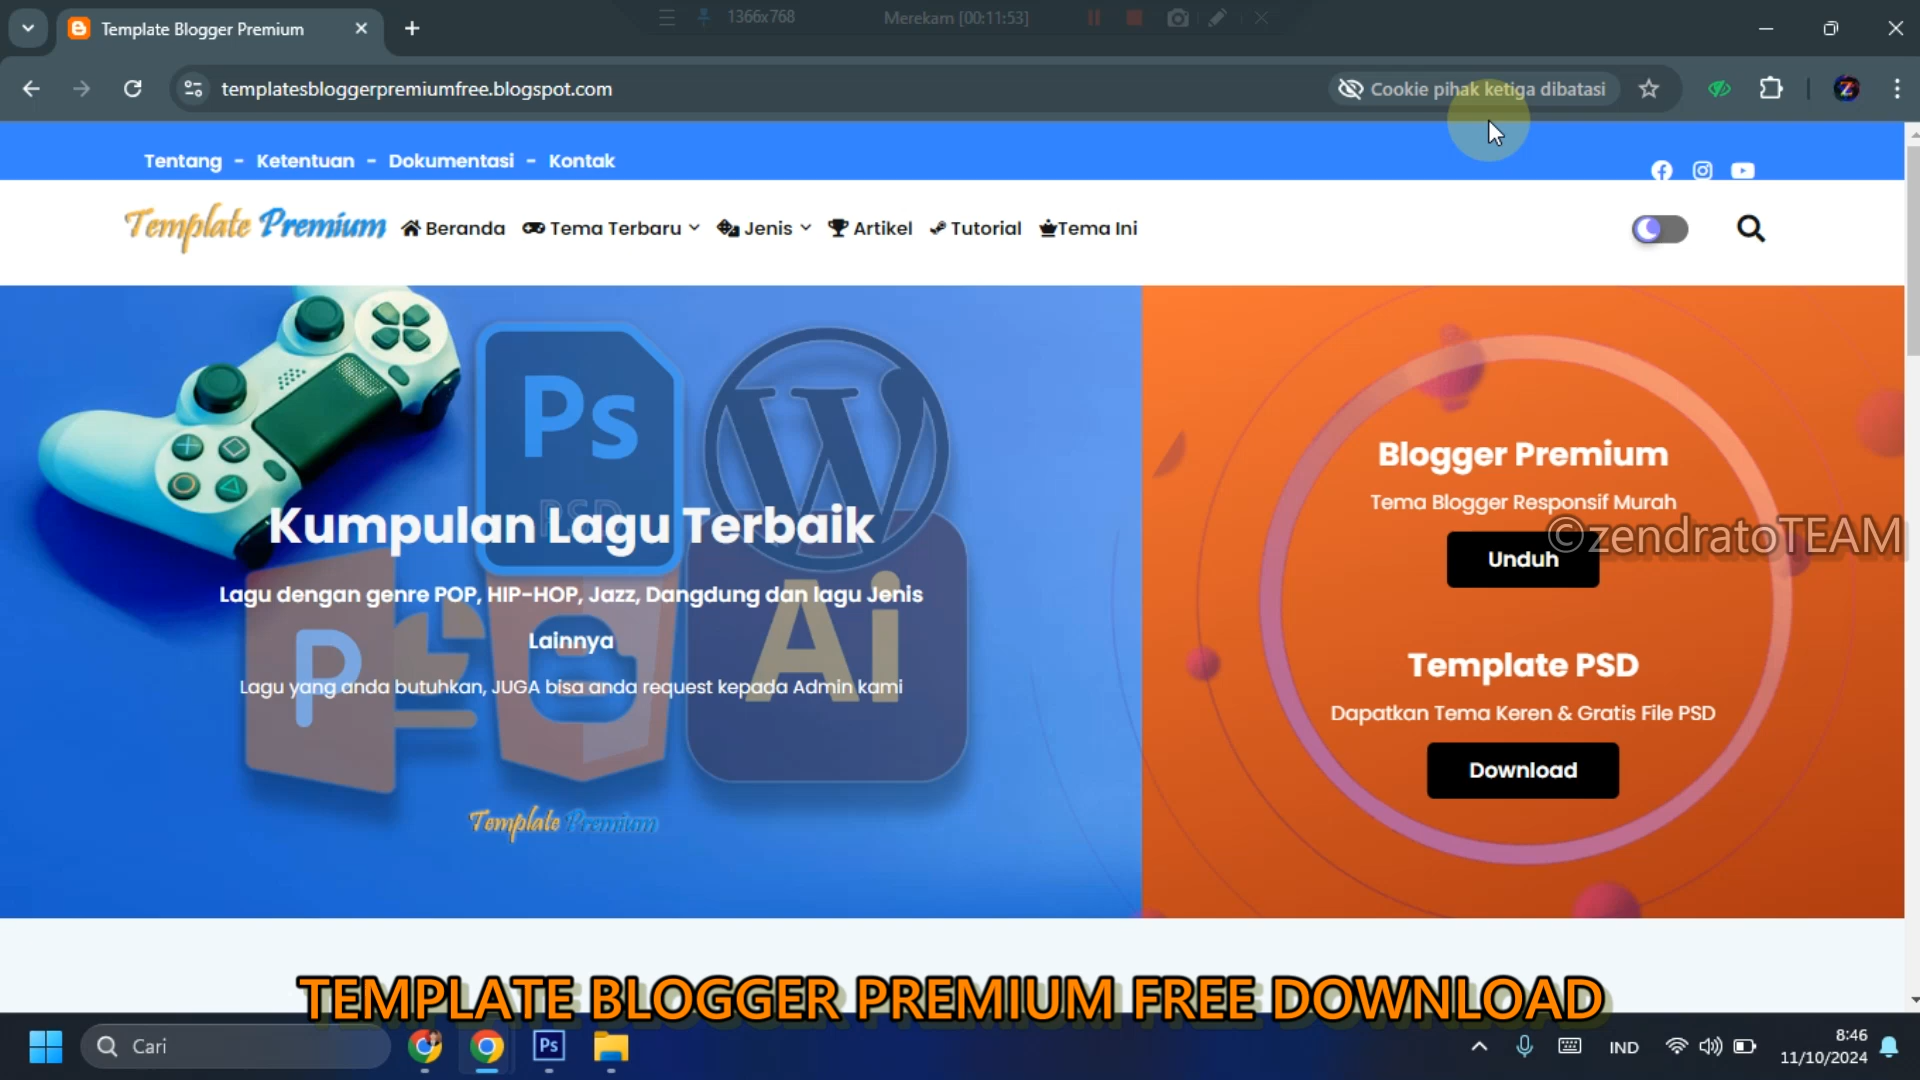 Template Blogger Premium
1366x768
Merekam [00:11:53]
templatesbloggerpremiumfree.blogspot.com
Cookie pihak ketiga dibatasi
Z
Tentang - Ketentuan - Dokumentasi - Kontak
Template Premium
Beranda
Tema Terbaru
Jenis
Artikel
Tutorial
Tema Ini
Ps
PSD
Kumpulan Lagu Terbaik
Lagu dengan genre POP, HIP-HOP, Jazz, Dangdung dan lagu Jenis
Lainnya
Lagu yang anda butuhkan, JUGA bisa anda request kepada Admin kami
P
Ai
Template Premium
Blogger Premium
Tema Blogger Responsif Murah
Unduh
©zendratoTEAM
Template PSD
Dapatkan Tema Keren & Gratis File PSD
Download
TEMPLATE BLOGGER PREMIUM FREE DOWNLOAD
Cari
Ps
IND
8:46
11/10/2024